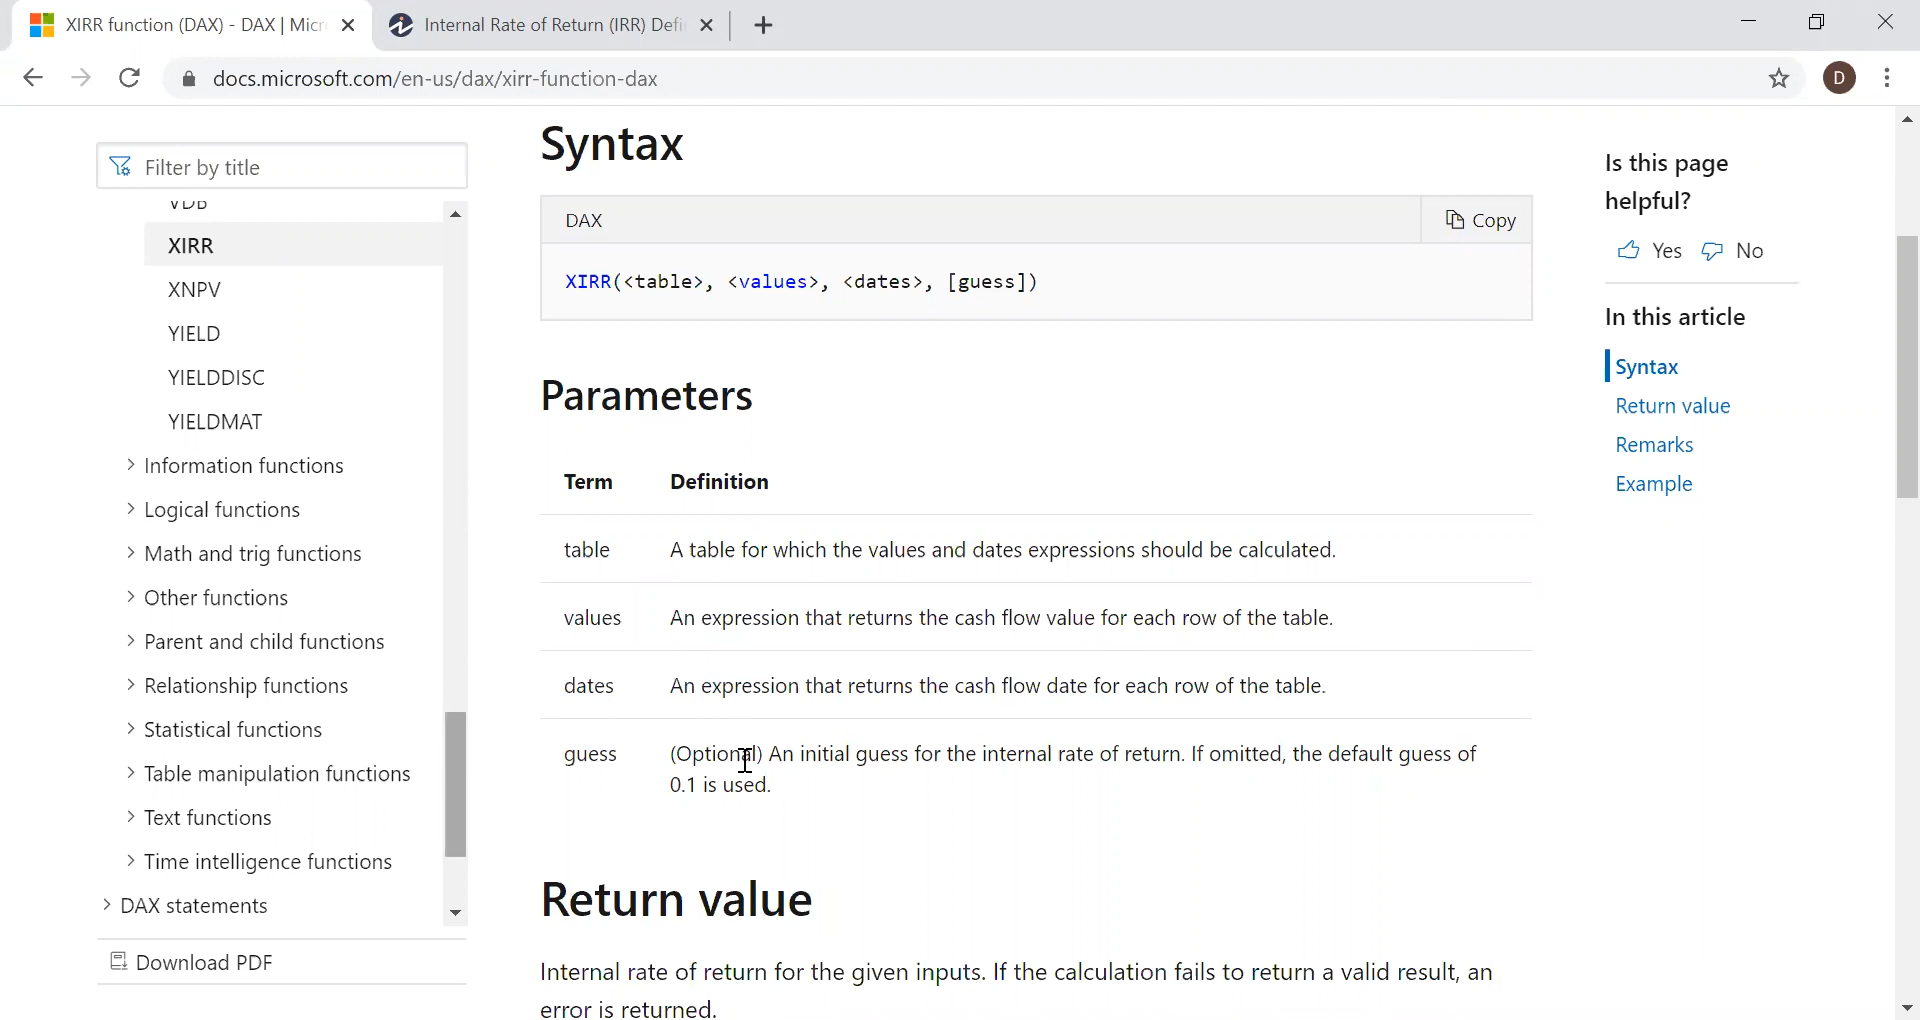 XIRR function (DAX) - DAX | Micr
Internal Rate of Return (IRR) Defi
docs.microsoft.com/en-us/dax/xirr-function-dax
D
Filter by title
VDB
XIRR
XNPV
YIELD
YIELDDISC
YIELDMAT
Information functions
Logical functions
Math and trig functions
Other functions
Parent and child functions
Relationship functions
Statistical functions
Table manipulation functions
Text functions
Time intelligence functions
DAX statements
Download PDF
Syntax
DAX
Copy
XIRR(<table>, <values>, <dates>, [guess])
Parameters
Term Definition
table A table for which the values and dates expressions should be calculated.
values An expression that returns the cash flow value for each row of the table.
dates An expression that returns the cash flow date for each row of the table.
guess (Optional) An initial guess for the internal rate of return. If omitted, the default guess of
0.1 is used.
Return value
Internal rate of return for the given inputs. If the calculation fails to return a valid result, an
error is returned.
Is this page
helpful?
Yes No
In this article
Syntax
Return value
Remarks
Example